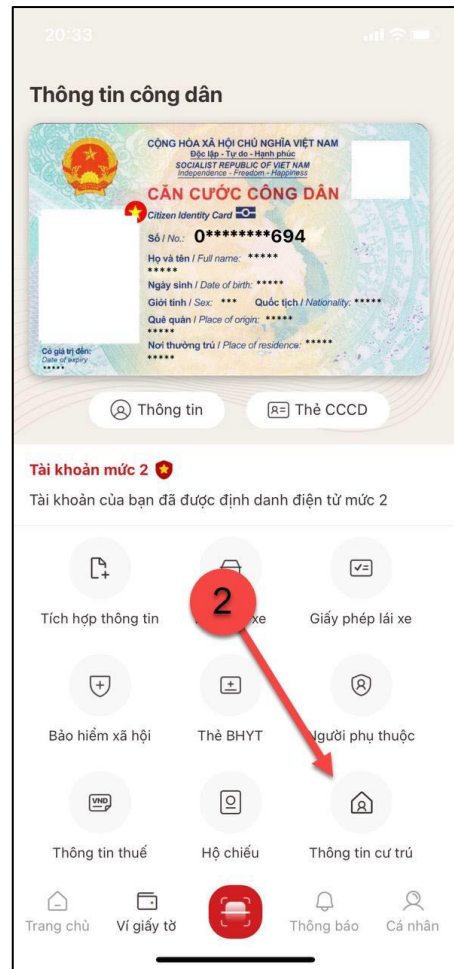 20:33
Thông tin công dân
CỘNG HÒA XÃ HỘI CHỦ NGHĨA VIỆT NAM
Độc lập - Tự do - Hạnh phúc
SOCIALIST REPUBLIC OF VIET NAM
Independence - Freedom - Happiness
CĂN CƯỚC CÔNG DÂN
Citizen Identity Card
Số / No.: 0********694
Họ và tên / Full name: *****
*****
Ngày sinh / Date of birth: *****
Giới tính / Sex: *** Quốc tịch / Nationality: *****
Quê quán / Place of origin: *****
*****
Nơi thường trú / Place of residence: *****
*****
Có giá trị đến:
Date of expiry
*****
Thông tin
Thẻ CCCD
Tài khoản mức 2
Tài khoản của bạn đã được định danh điện tử mức 2
2
Tích hợp thông tin
xe
Giấy phép lái xe
Bảo hiểm xã hội
Thẻ BHYT
Người phụ thuộc
VND
Thông tin thuế
Hộ chiếu
Thông tin cư trú
Trang chủ
Ví giấy tờ
Thông báo
Cá nhân